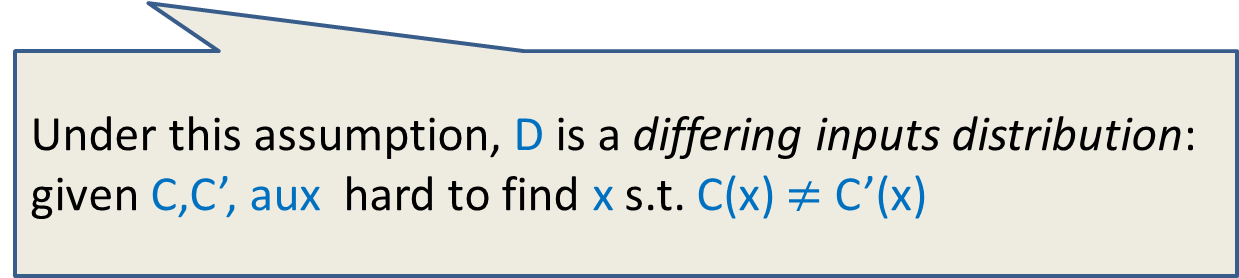 Under this assumption, D is a differing inputs distribution:
given C,C’, aux hard to find x s.t. C(x) ≠ C’(x)